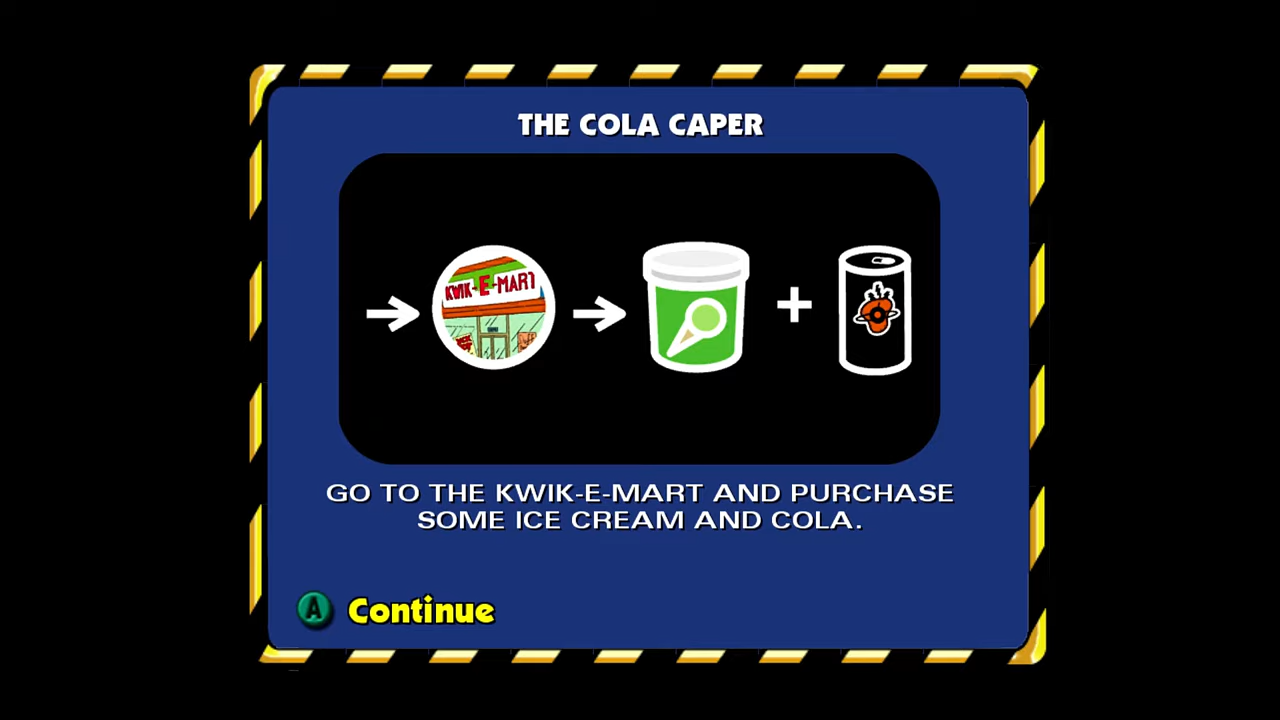 THE COLA CAPER
KWIK-E-MART
GO TO THE KWIK-E-MART AND PURCHASE
SOME ICE CREAM AND COLA.
A Continue